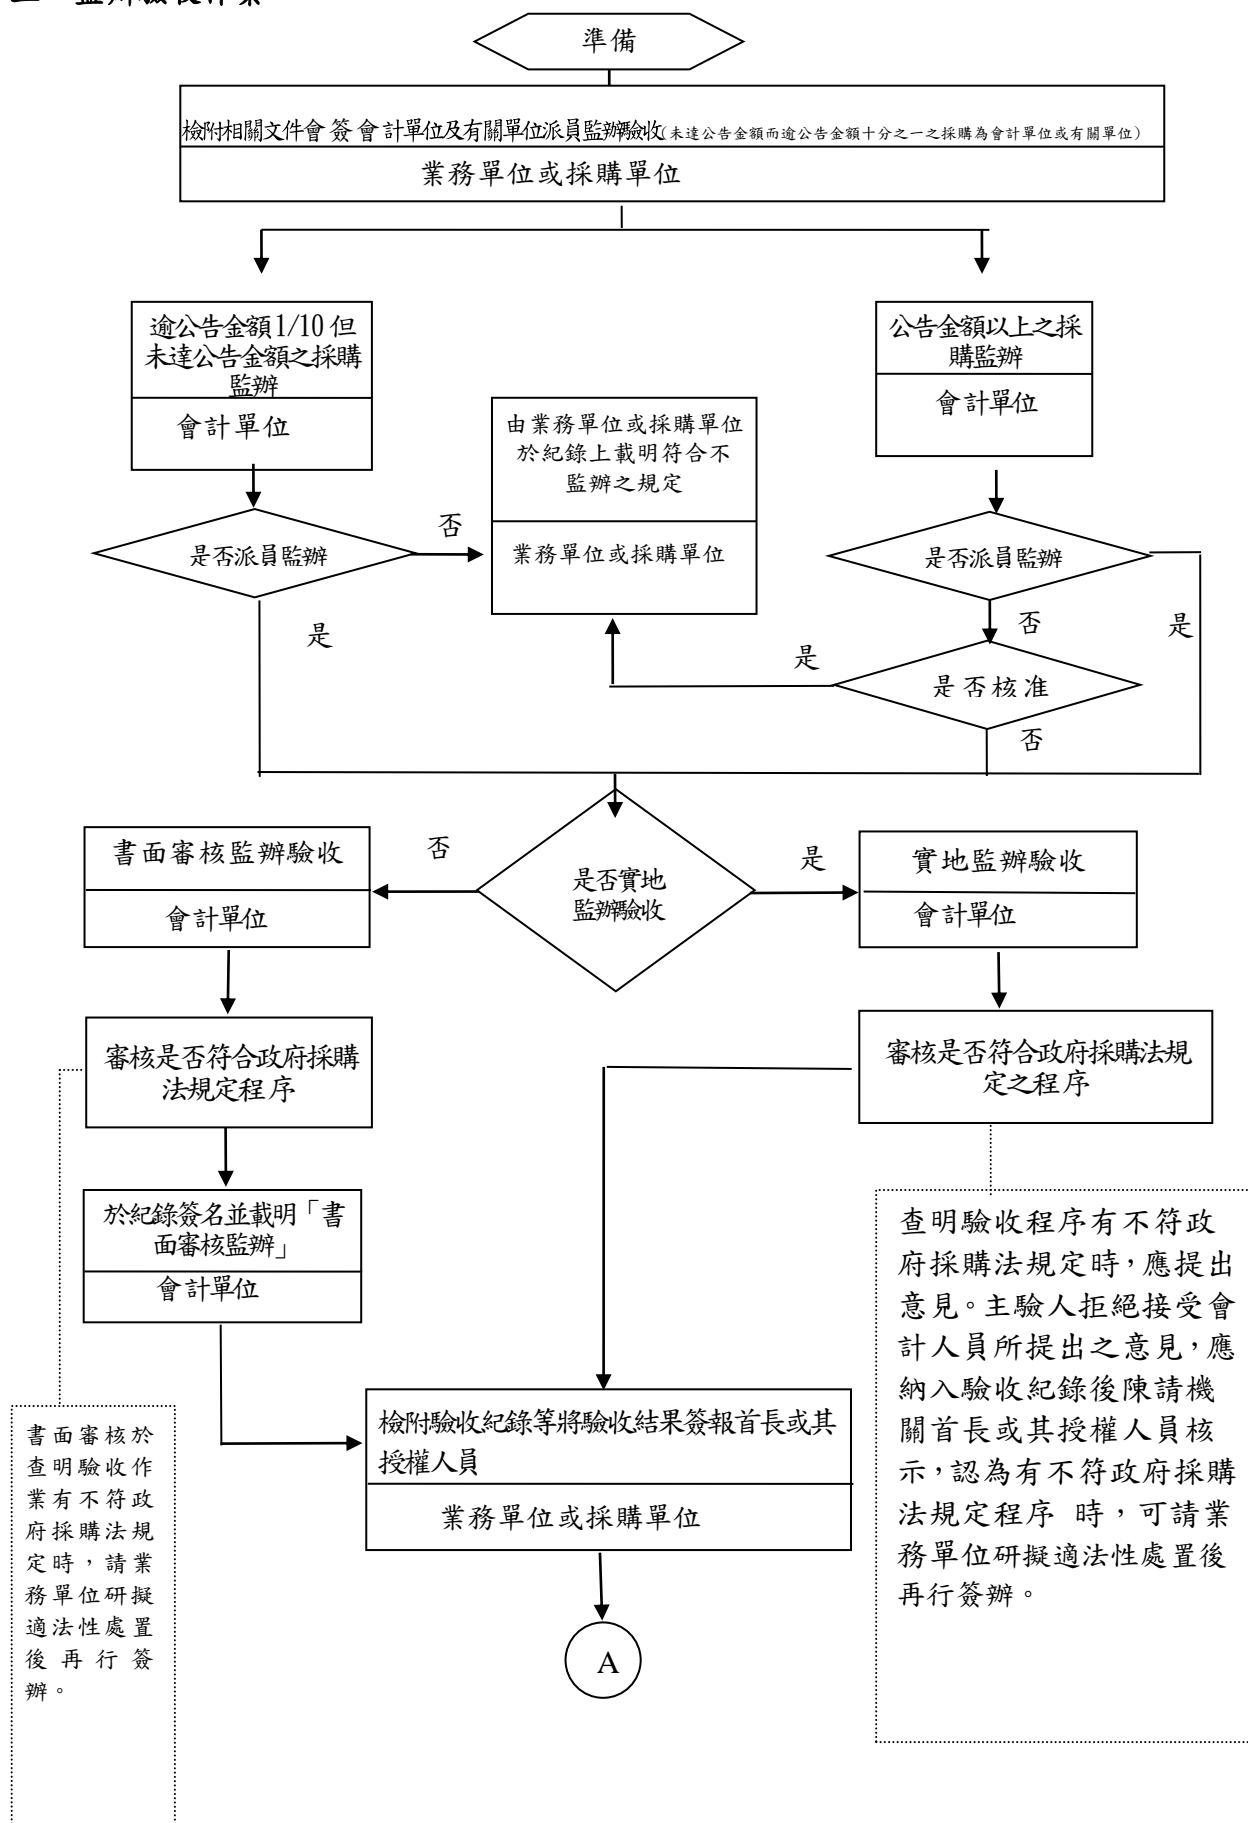 準備
檢附相關文件會簽會計單位及有關單位派員監辦驗收(未達公告金額而逾公告金額十分之一之採購為會計單位或有關單位)
業務單位或採購單位
逾公告金額1/10但
未達公告金額之採購
監辦
會計單位
公告金額以上之採
購監辦
會計單位
由業務單位或採購單位
於紀錄上載明符合不
監辦之規定
業務單位或採購單位
是否派員監辦
否
是
是否派員監辦
否
是
是
是否核准
否
書面審核監辦驗收
會計單位
否
是否實地
監辦驗收
是
實地監辦驗收
會計單位
審核是否符合政府採購
法規定程序
審核是否符合政府採購法規
定之程序
於紀錄簽名並載明「書
面審核監辦」
會計單位
查明驗收程序有不符政
府採購法規定時,應提出
意見。主驗人拒絕接受會
計人員所提出之意見,應
納入驗收紀錄後陳請機
關首長或其授權人員核
示,認為有不符政府採購
法規定程序 時,可請業
務單位研擬適法性處置後
再行簽辦。
檢附驗收紀錄等將驗收結果簽報首長或其
授權人員
業務單位或採購單位
書面審核於
查明驗收作
業有不符政
府採購法規
定時,請業
務單位研擬
適法性處置
後再行簽
辦。
A